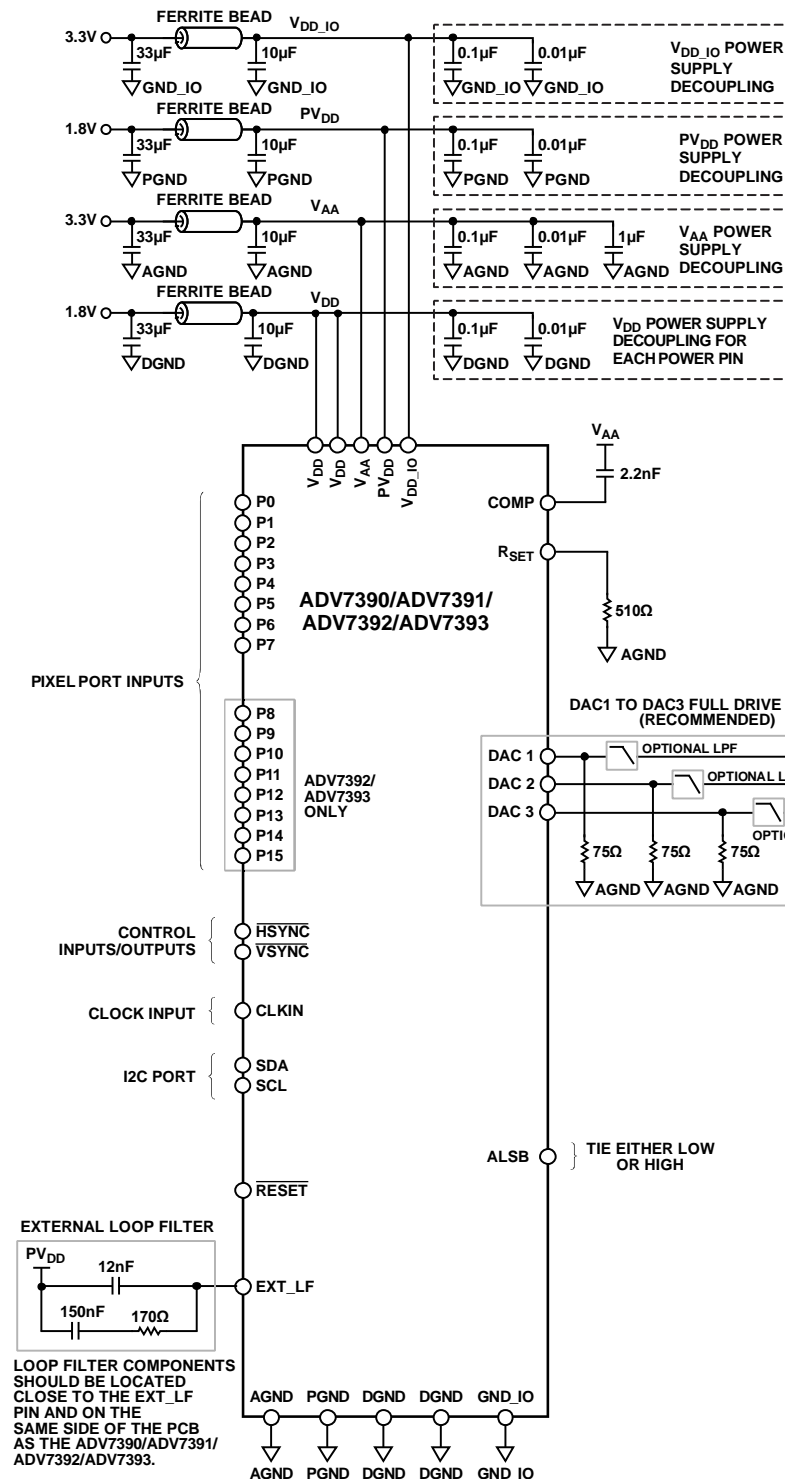 FERRITE BEAD
3.3V
VDD_IO
33µF
10µF
0.1µF
0.01µF
GND_IO
GND_IO
GND_IO
GND_IO
VDD_IO POWER
SUPPLY
DECOUPLING
FERRITE BEAD
1.8V
PVDD
33µF
10µF
0.1µF
0.01µF
PGND
PGND
PGND
PGND
PVDD POWER
SUPPLY
DECOUPLING
FERRITE BEAD
3.3V
VAA
33µF
10µF
0.1µF
0.01µF
1µF
AGND
AGND
AGND
AGND
AGND
VAA POWER
SUPPLY
DECOUPLING
FERRITE BEAD
1.8V
VDD
33µF
10µF
0.1µF
0.01µF
DGND
DGND
DGND
DGND
VDD POWER SUPPLY
DECOUPLING FOR
EACH POWER PIN
VDD
VDD
VAA
PVDD
VDD_IO
VAA
2.2nF
COMP
RSET
510Ω
AGND
P0
P1
P2
P3
P4
P5
P6
P7
ADV7390/ADV7391/
ADV7392/ADV7393
PIXEL PORT INPUTS
P8
P9
P10
P11
P12
P13
P14
P15
ADV7392/
ADV7393
ONLY
DAC1 TO DAC3 FULL DRIVE
(RECOMMENDED)
DAC 1
OPTIONAL LPF
DAC 2
OPTIONAL L
DAC 3
OPTI
75Ω
75Ω
75Ω
AGND
AGND
AGND
CONTROL
INPUTS/OUTPUTS
HSYNC
VSYNC
CLOCK INPUT
CLKIN
I2C PORT
SDA
SCL
ALSB
TIE EITHER LOW
OR HIGH
RESET
EXTERNAL LOOP FILTER
PVDD
12nF
150nF
170Ω
EXT_LF
LOOP FILTER COMPONENTS
SHOULD BE LOCATED
CLOSE TO THE EXT_LF
PIN AND ON THE
SAME SIDE OF THE PCB
AS THE ADV7390/ADV7391/
ADV7392/ADV7393.
AGND
PGND
DGND
DGND
GND_IO
AGND
PGND
DGND
DGND
GND_IO